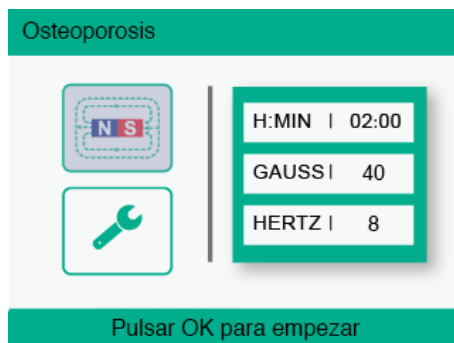 Osteoporosis
N S
H:MIN | 02:00
GAUSS | 40
HERTZ | 8
Pulsar OK para empezar